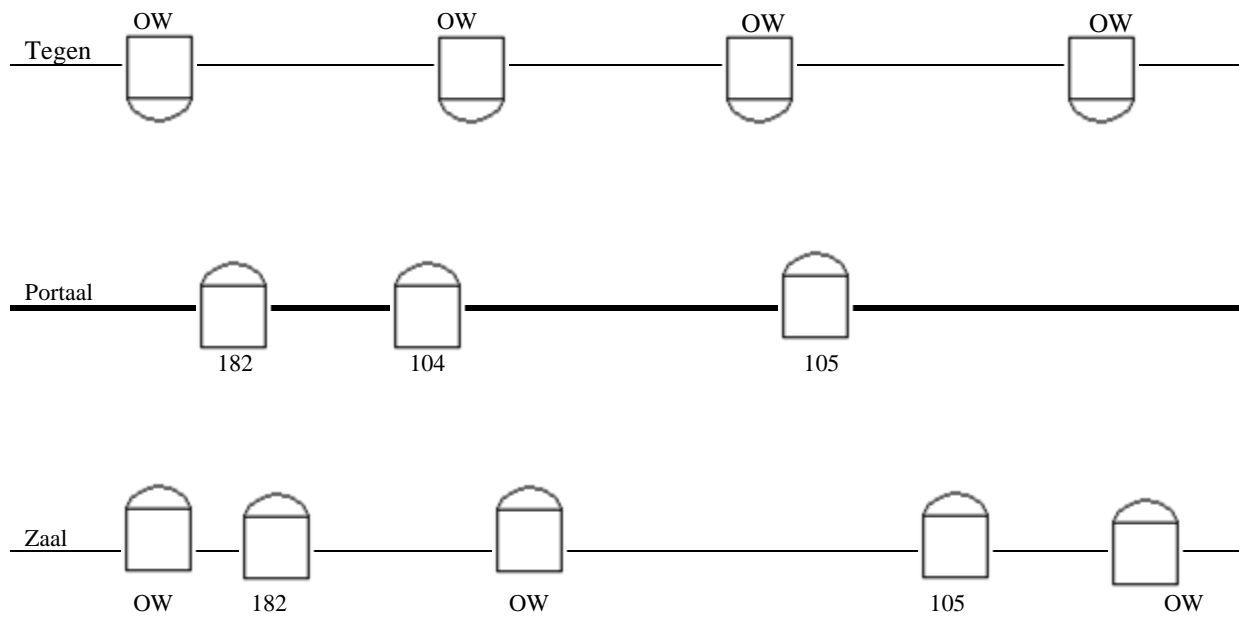 OW OW OW OW
Tegen
Portaal
182 104 105
Zaal
OW 182 OW 105 OW